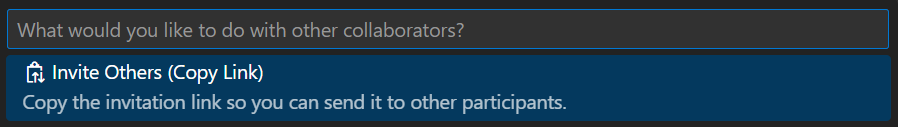 What would you like to do with other collaborators?
Invite Others (Copy Link)
Copy the invitation link so you can send it to other participants.